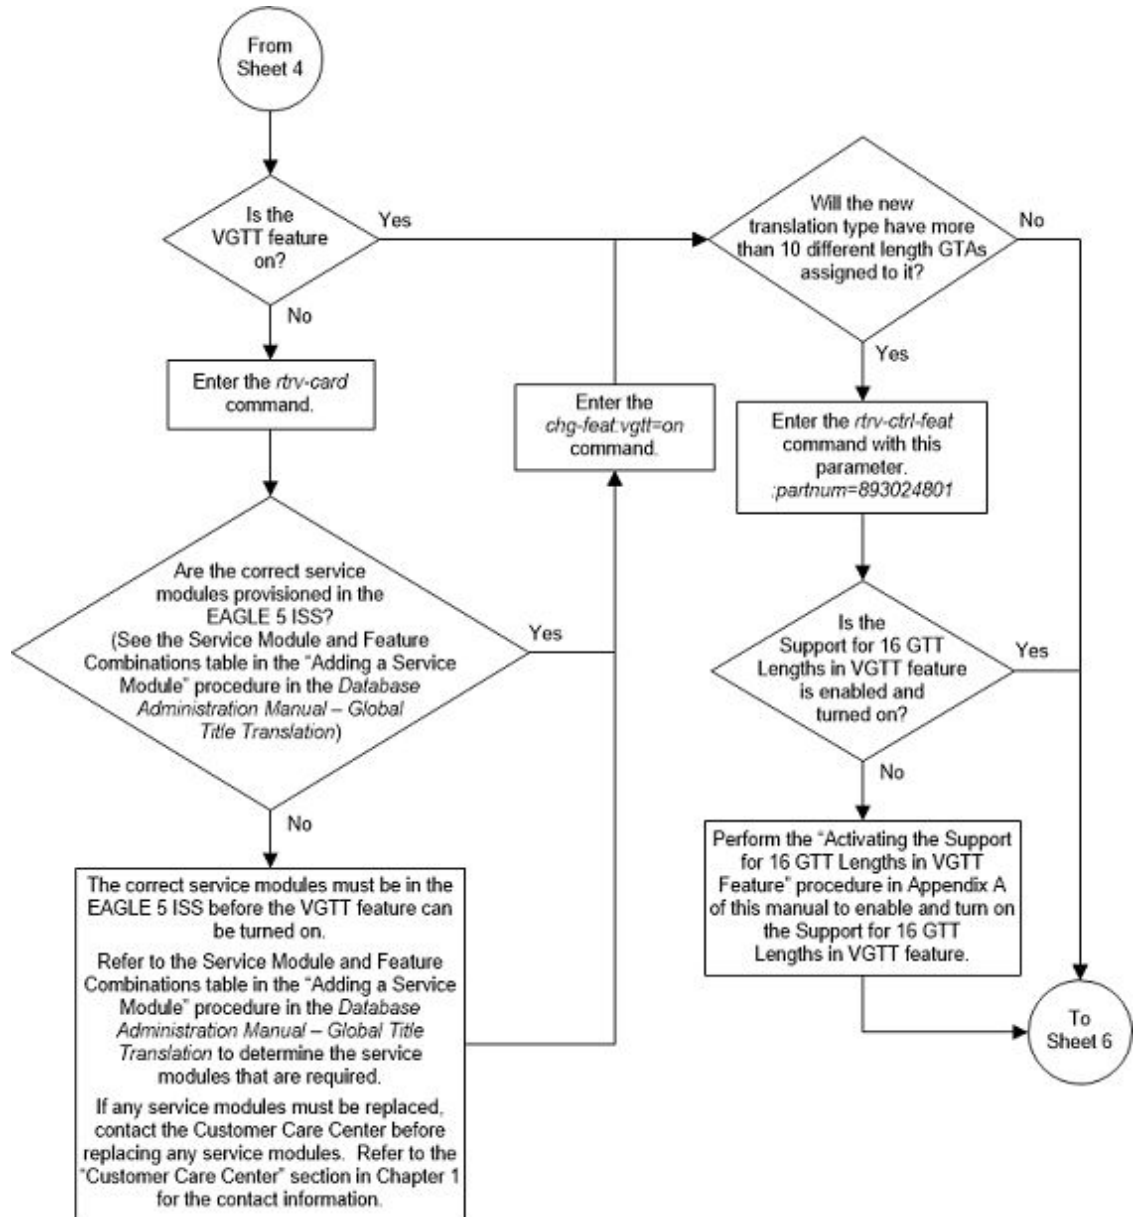 From
Sheet 4
Is the
VGTT feature
on?
Yes
No
Enter the rtrv-card
command.
Are the correct service
modules provisioned in the
EAGLE 5 ISS?
(See the Service Module and Feature
Combinations table in the “Adding a Service
Module” procedure in the Database
Administration Manual – Global
Title Translation)
Yes
No
The correct service modules must be in the
EAGLE 5 ISS before the VGTT feature can
be turned on.
Refer to the Service Module and Feature
Combinations table in the “Adding a Service
Module” procedure in the Database
Administration Manual – Global Title
Translation to determine the service
modules that are required.
If any service modules must be replaced,
contact the Customer Care Center before
replacing any service modules. Refer to the
“Customer Care Center” section in Chapter 1
for the contact information.
Enter the
chg-feat:vgtt=on
command.
Will the new
translation type have more
than 10 different length GTAs
assigned to it?
No
Yes
Enter the rtrv-ctrl-feat
command with this
parameter.
:partnum=893024801
Is the
Support for 16 GTT
Lengths in VGTT feature
is enabled and
turned on?
Yes
No
Perform the “Activating the Support
for 16 GTT Lengths in VGTT
Feature” procedure in Appendix A
of this manual to enable and turn on
the Support for 16 GTT
Lengths in VGTT feature.
To
Sheet 6